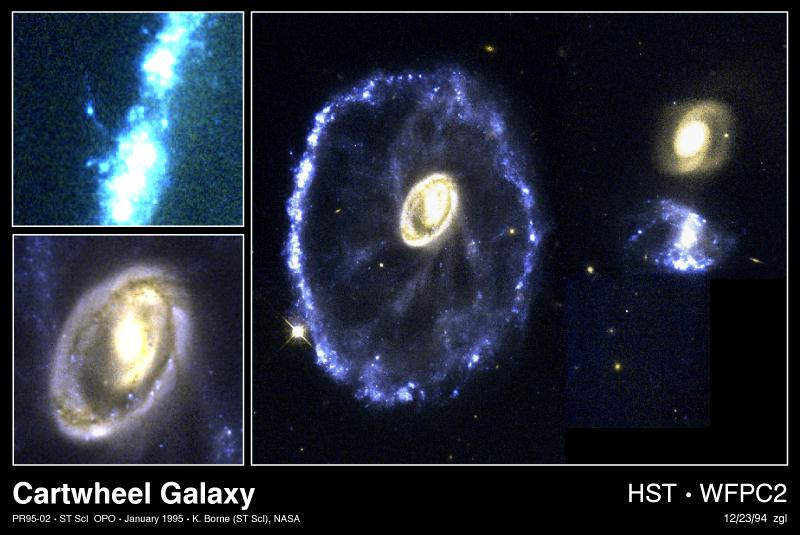 Cartwheel Galaxy
HST • WFPC2
PR95-02 • ST ScI OPO • January 1995 • K. Borne (ST ScI), NASA
12/23/94 zgl